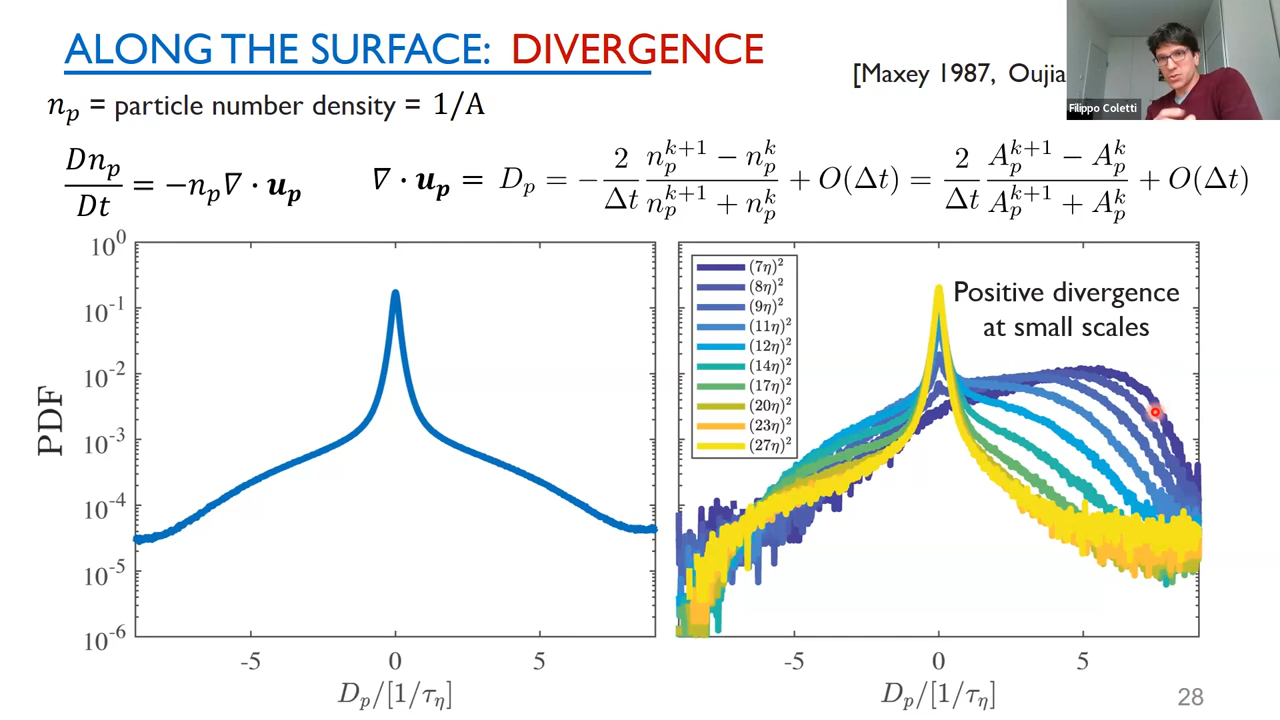 ALONG THE SURFACE: DIVERGENCE
[Maxey 1987, Oujia
Filippo Coletti
n_p = particle number density = 1/A
Dn_p/Dt = −n_p∇ · u_p
∇ · u_p = D_p = −(2/Δt) (n_p^{k+1} − n_p^k)/(n_p^{k+1} + n_p^k) + O(Δt) = (2/Δt) (A_p^{k+1} − A_p^k)/(A_p^{k+1} + A_p^k) + O(Δt)
PDF
10^0
10^-1
10^-2
10^-3
10^-4
10^-5
10^-6
-5 0 5
D_p/[1/τ_η]
(7η)^2
(8η)^2
(9η)^2
(11η)^2
(12η)^2
(14η)^2
(17η)^2
(20η)^2
(23η)^2
(27η)^2
Positive divergence
at small scales
-5 0 5
D_p/[1/τ_η]
28